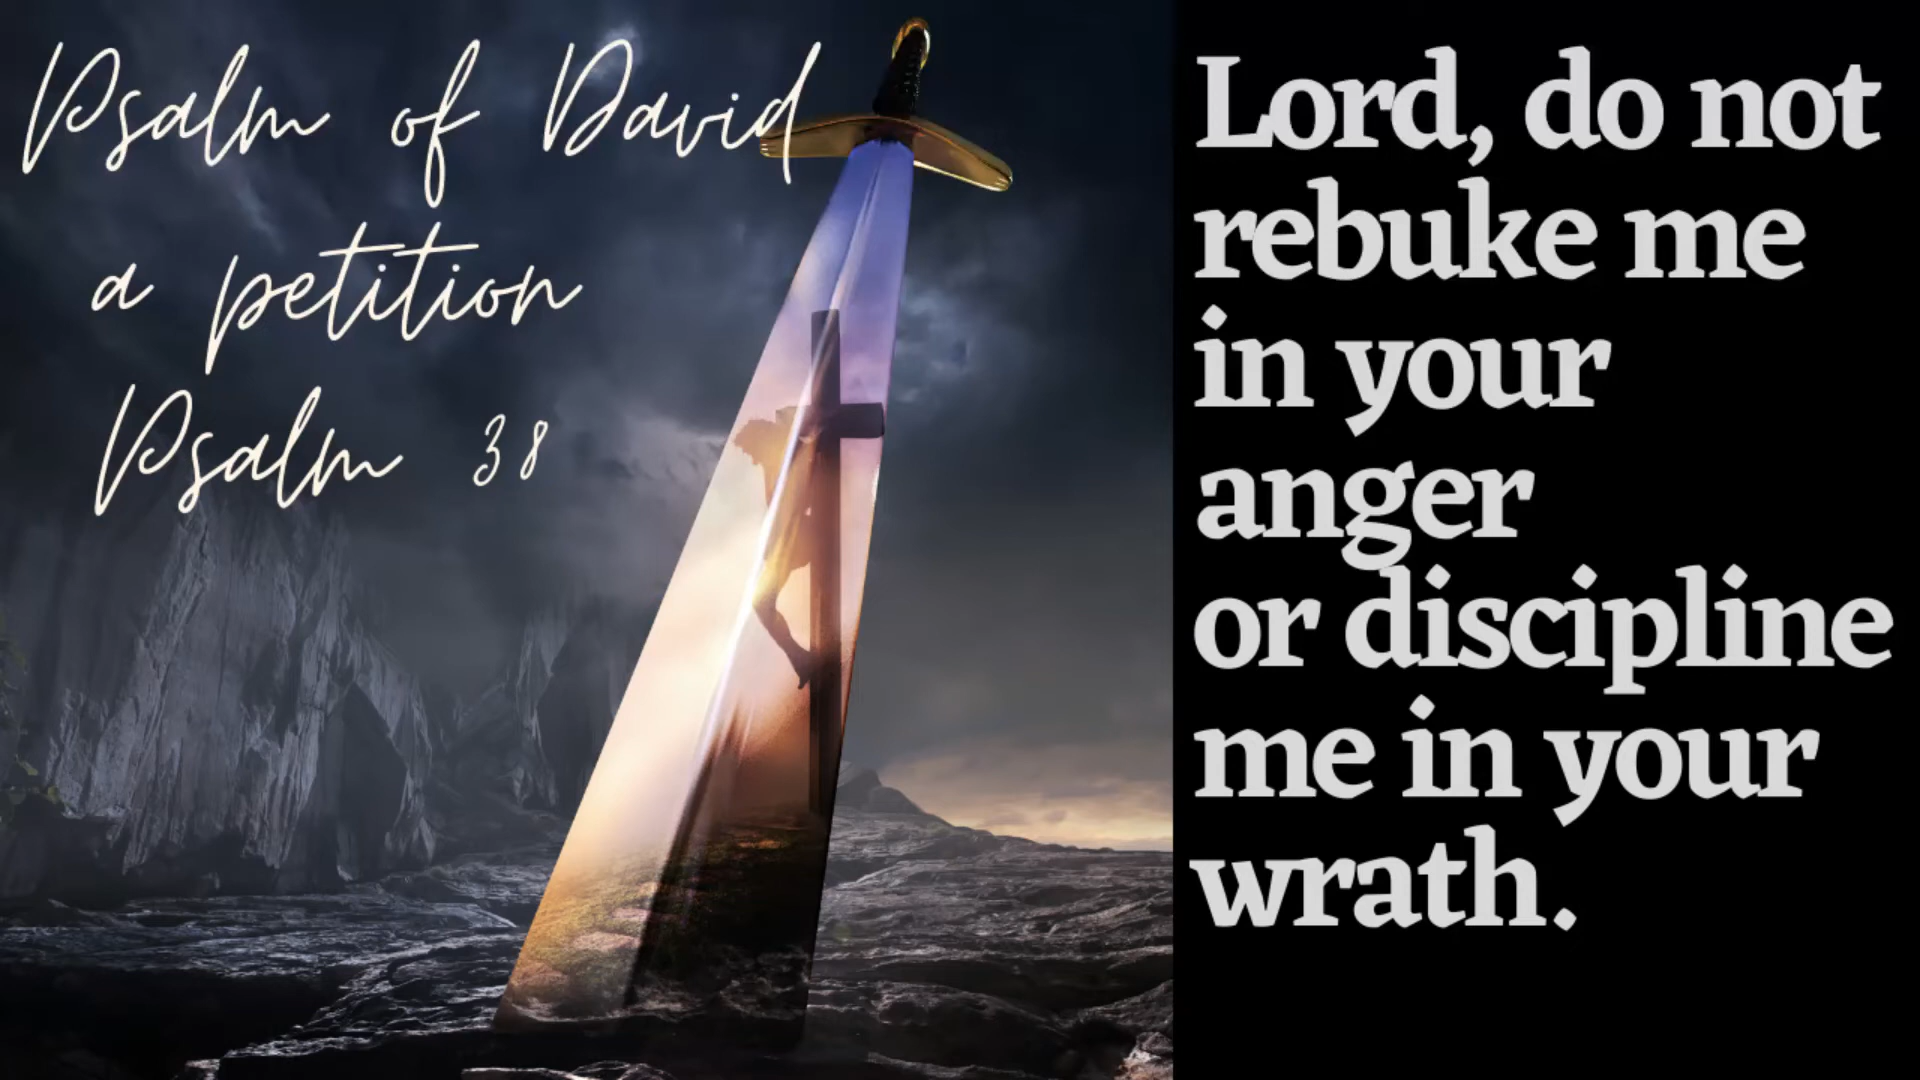 Psalm of David
a petition
Psalm 38
Lord, do not
rebuke me
in your
anger
or discipline
me in your
wrath.